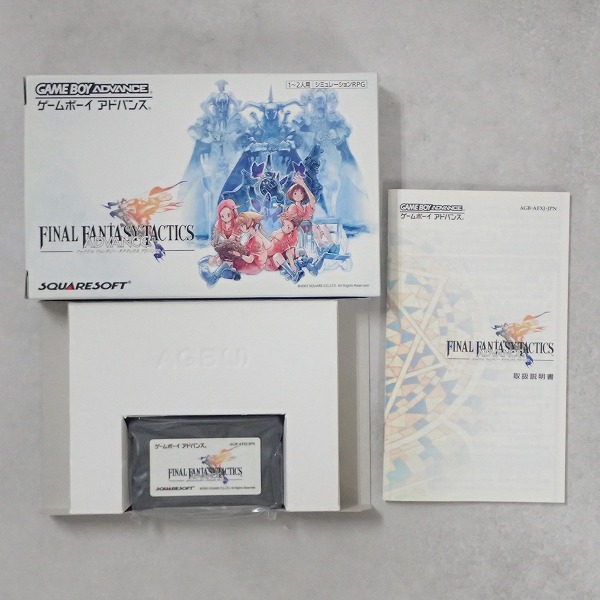 GAME BOY ADVANCE
ゲームボーイ アドバンス
1~2人用 シミュレーションRPG
FINAL FANTASY TACTICS
ADVANCE
SQUARESOFT
GAME BOY ADVANCE
ゲームボーイ アドバンス
AGB-AFXJ-JPN
FINAL FANTASY TACTICS
ADVANCE
取扱説明書
ゲームボーイ アドバンス
AGB-AFXJ-JPN
FINAL FANTASY TACTICS
ADVANCE
SQUARESOFT